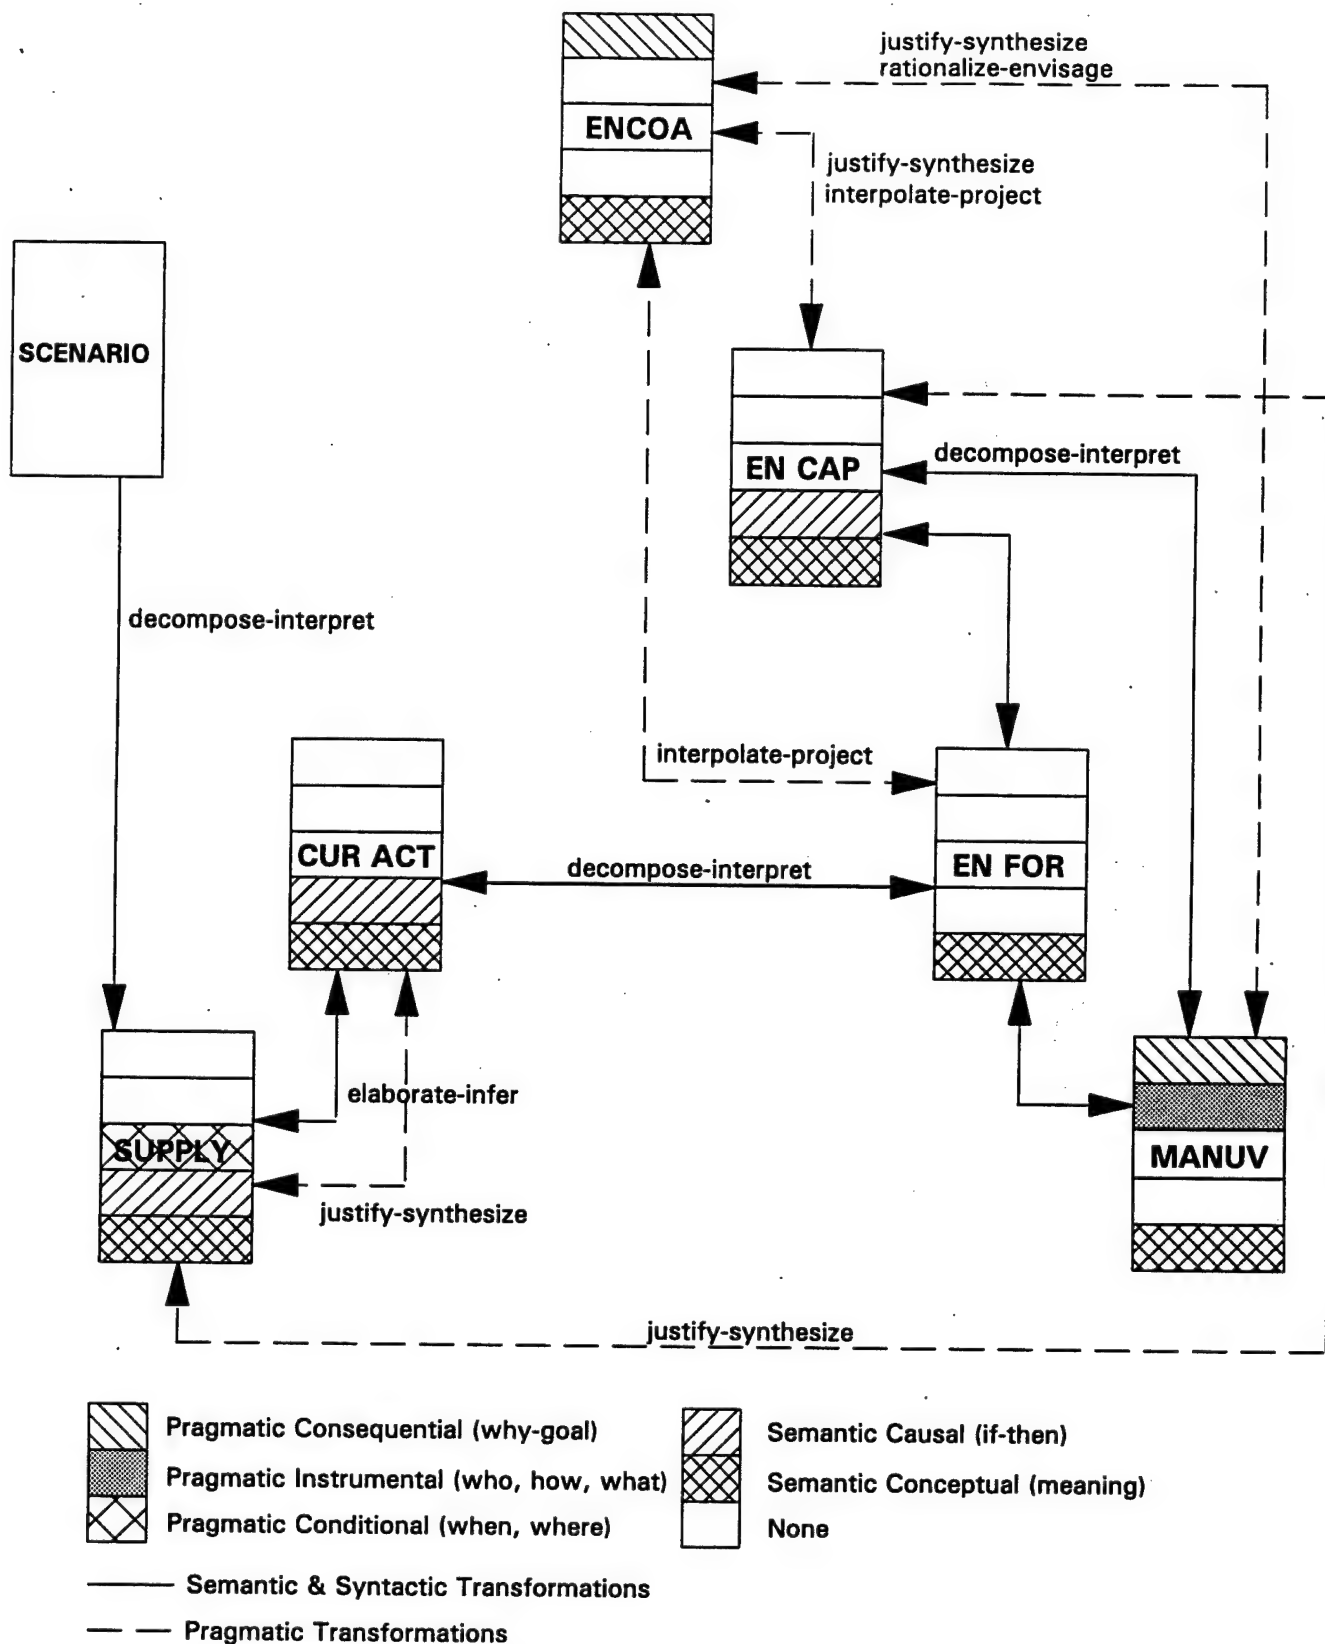 justify-synthesize
rationalize-envisage
ENCOA
justify-synthesize
interpolate-project
SCENARIO
EN CAP
decompose-interpret
decompose-interpret
interpolate-project
CUR ACT
decompose-interpret
EN FOR
elaborate-infer
SUPPLY
MANUV
justify-synthesize
justify-synthesize
Pragmatic Consequential (why-goal)
Semantic Causal (if-then)
Pragmatic Instrumental (who, how, what)
Semantic Conceptual (meaning)
Pragmatic Conditional (when, where)
None
Semantic & Syntactic Transformations
Pragmatic Transformations